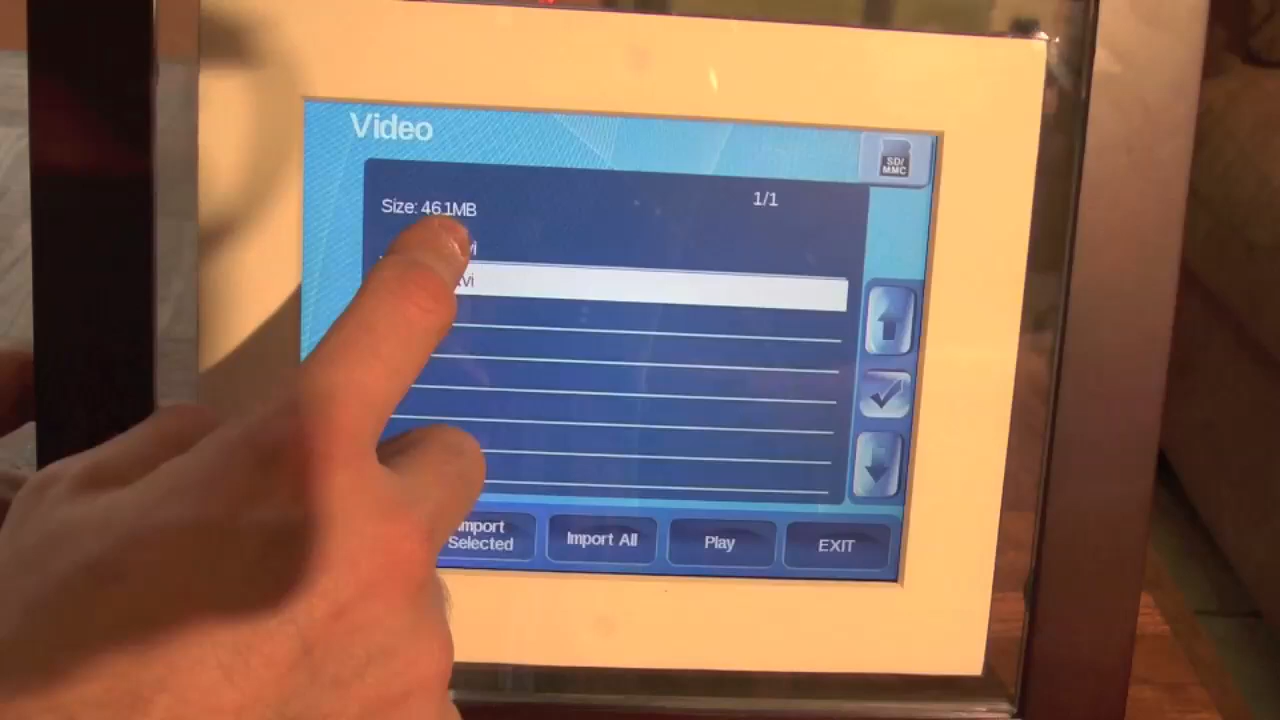 Video
SD/
MMC
Size: 46.1MB
1/1
Import
Selected
Import All
Play
EXIT